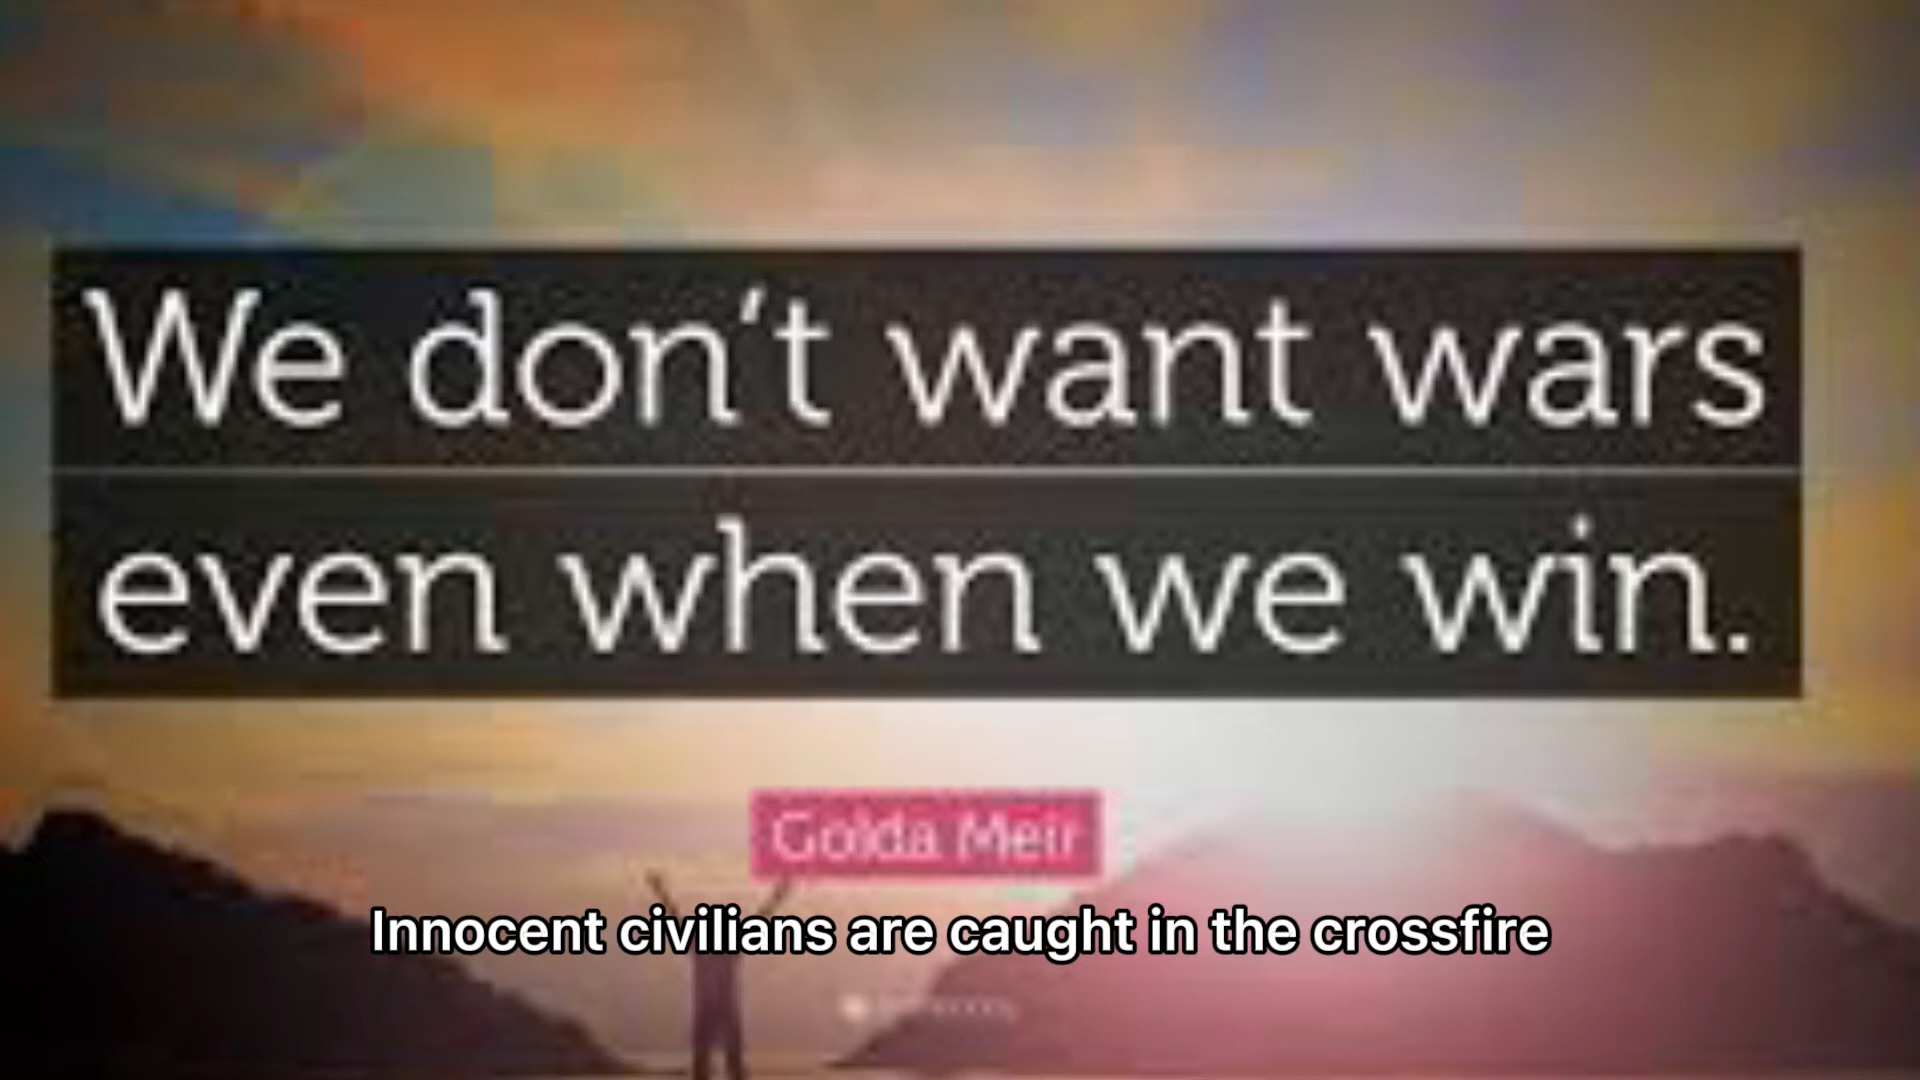 We don't want wars
even when we win.
Golda Meir
Innocent civilians are caught in the crossfire